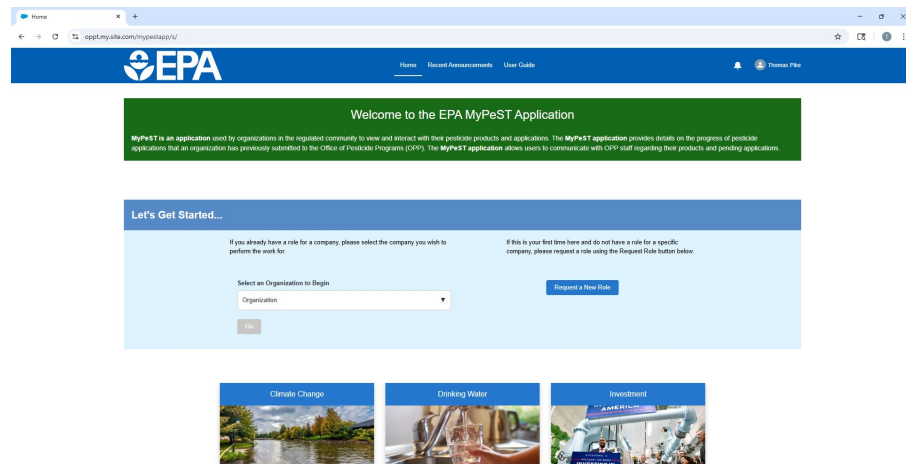 Home
oppt.my.site.com/mypestapp/s/
EPA
Home Recent Announcements User Guide
Thomas Pike
Welcome to the EPA MyPeST Application
MyPeST is an application used by organizations in the regulated community to view and interact with their pesticide products and applications. The MyPeST application provides details on the progress of pesticide
applications that an organization has previously submitted to the Office of Pesticide Programs (OPP). The MyPeST application allows users to communicate with OPP staff regarding their products and pending applications.
Let's Get Started...
If you already have a role for a company, please select the company you wish to
perform the work for.
If this is your first time here and do not have a role for a specific
company, please request a role using the Request Role button below.
Select an Organization to Begin
Organization
Go
Request a New Role
Climate Change
Drinking Water
Investment
AMERICA
INVESTING IN